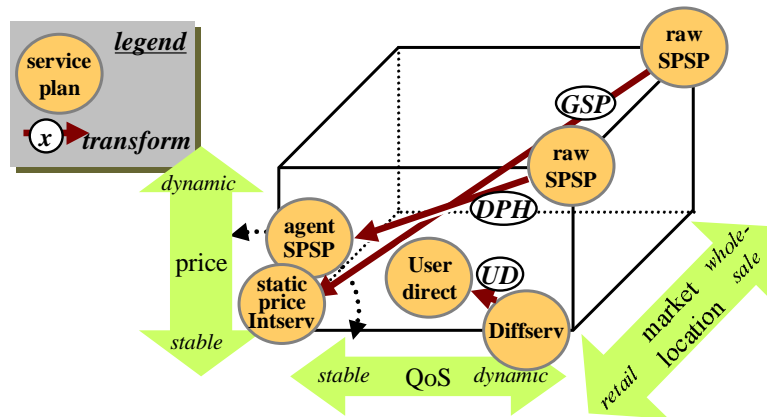 legend
service
plan
x
transform
raw
SPSP
GSP
raw
SPSP
DPH
dynamic
price
stable
agent
SPSP
static
price
Intserv
User
direct
UD
Diffserv
stable
QoS
dynamic
retail
market
location
whole-
sale